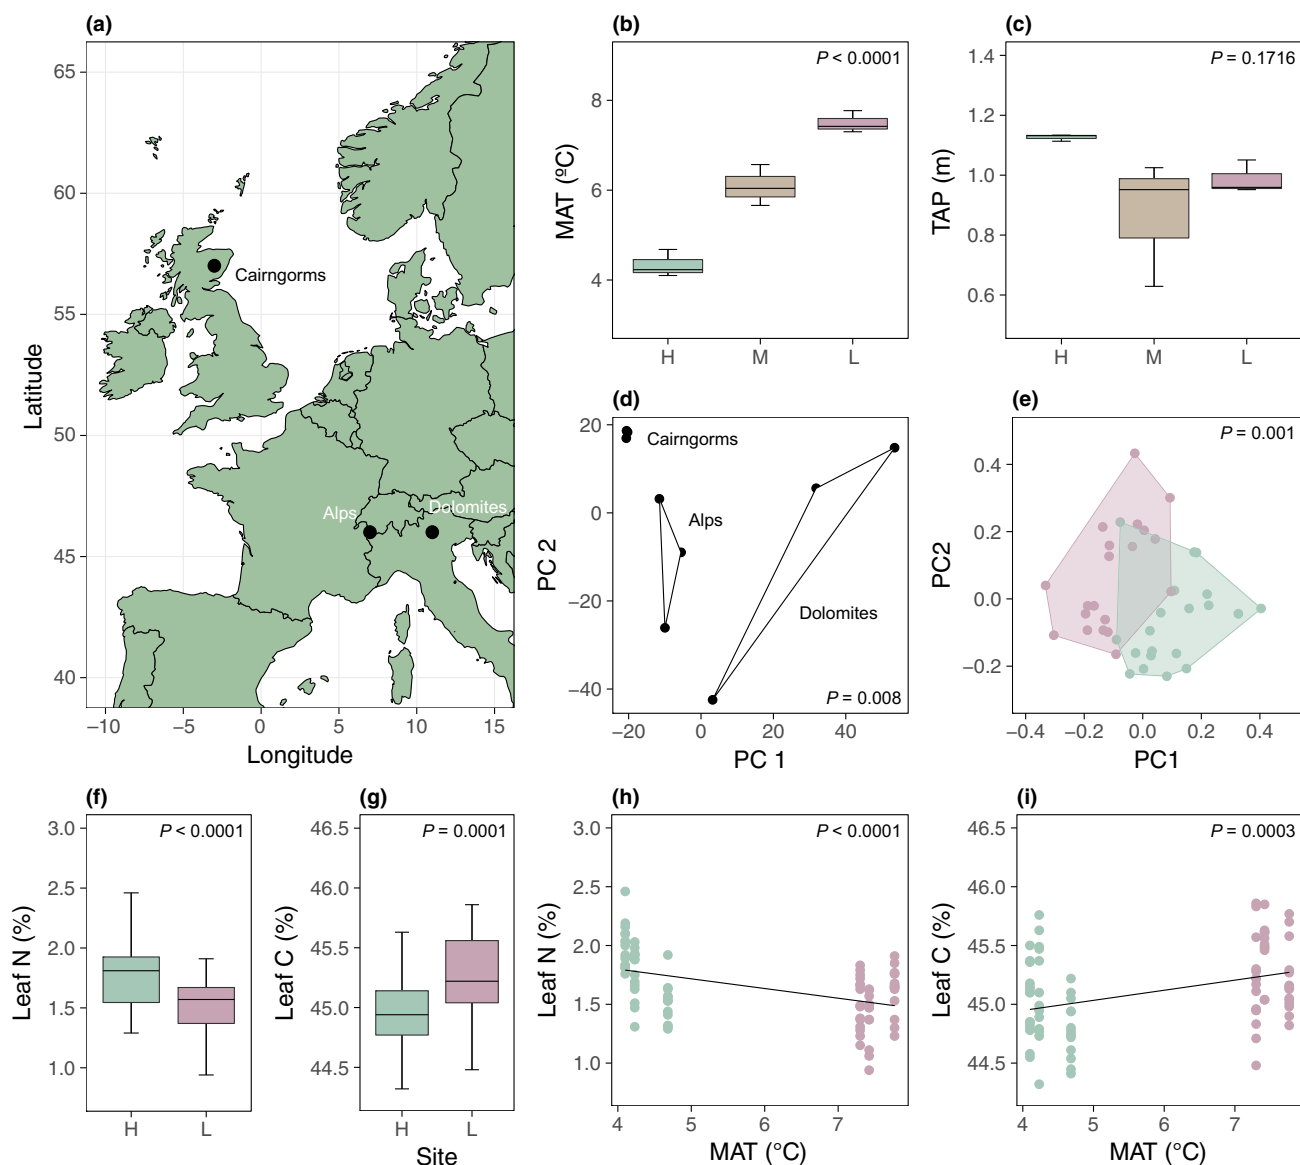 (a)
65
60
55
50
45
40
Latitude
−10
−5
0
5
10
15
Longitude
Cairngorms
Alps
Dolomites
(b)
P < 0.0001
8
6
4
MAT (ºC)
H
M
L
(c)
P = 0.1716
1.4
1.2
1.0
0.8
0.6
TAP (m)
H
M
L
(d)
20
0
−20
−40
PC 2
Cairngorms
Alps
Dolomites
P = 0.008
−20
0
20
40
PC 1
(e)
P = 0.001
0.4
0.2
0.0
−0.2
PC2
−0.4
−0.2
0.0
0.2
0.4
PC1
(f)
P < 0.0001
3.0
2.5
2.0
1.5
1.0
Leaf N (%)
H
L
(g)
P = 0.0001
46.5
46.0
45.5
45.0
44.5
Leaf C (%)
H
L
Site
(h)
P < 0.0001
3.0
2.5
2.0
1.5
1.0
Leaf N (%)
4
5
6
7
MAT (°C)
(i)
P = 0.0003
46.5
46.0
45.5
45.0
44.5
Leaf C (%)
4
5
6
7
MAT (°C)